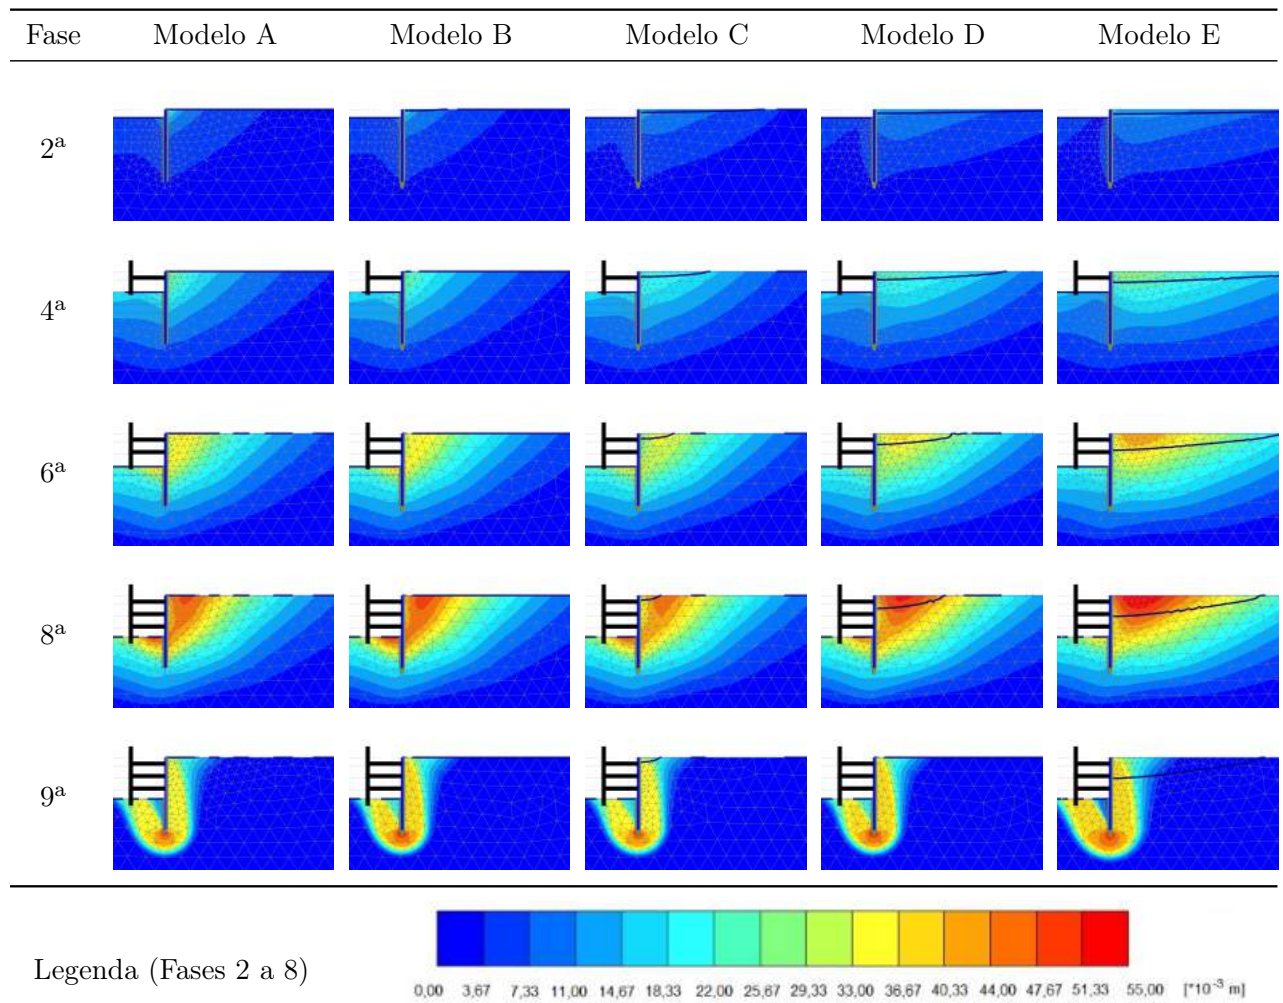 Fase Modelo A Modelo B Modelo C Modelo D Modelo E
2ª
4ª
6ª
8ª
9ª
Legenda (Fases 2 a 8)
0,00 3,67 7,33 11,00 14,67 18,33 22,00 25,67 29,33 33,00 36,67 40,33 44,00 47,67 51,33 55,00 [*10⁻³ m]